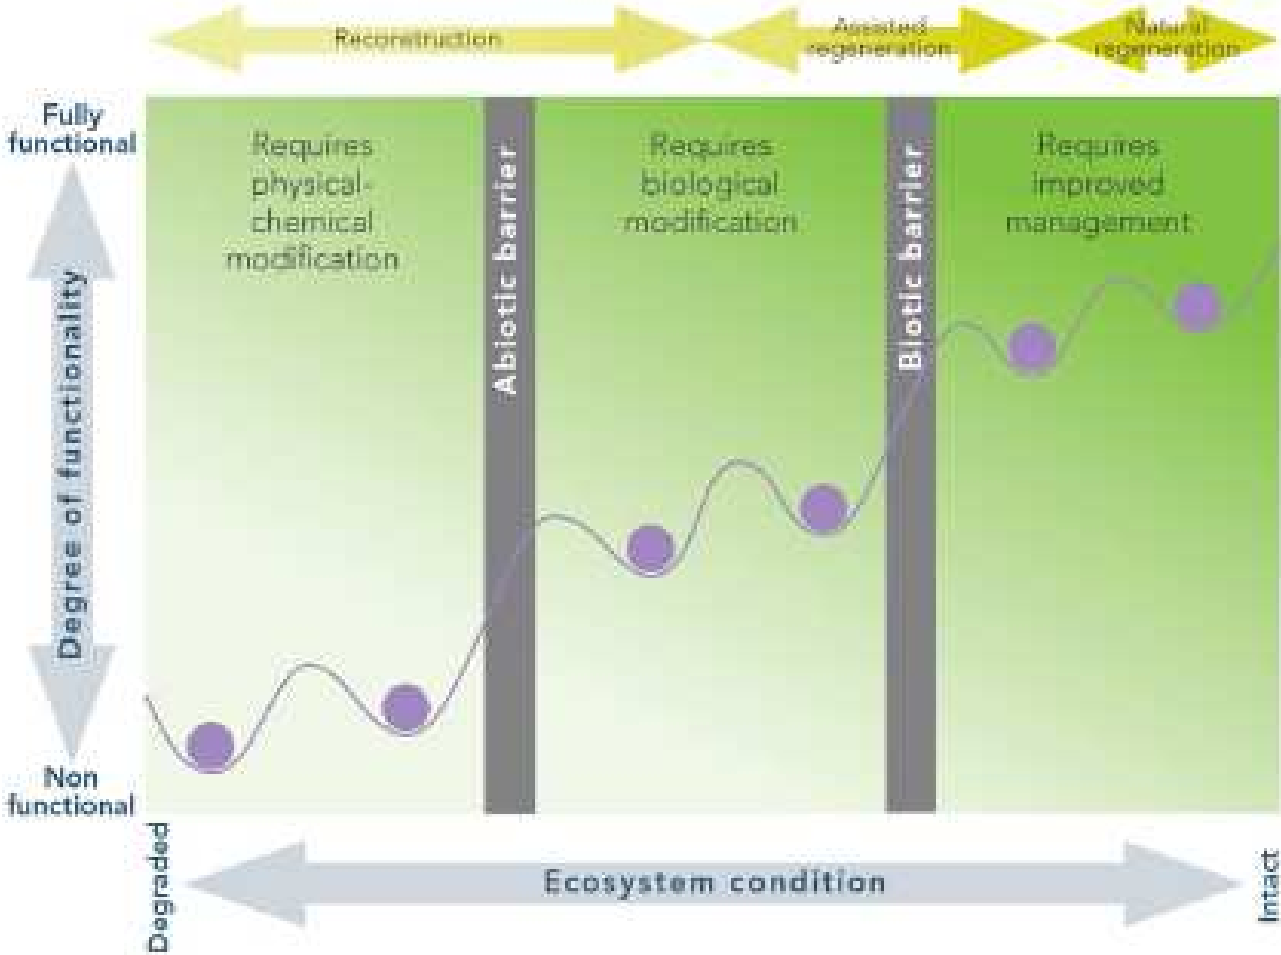 Reconstruction
Assisted
regeneration
Natural
regeneration
Fully
functional
Degree of functionality
Non
functional
Requires
physical-
chemical
modification
Abiotic barrier
Requires
biological
modification
Biotic barrier
Requires
improved
management
Degraded
Ecosystem condition
Intact